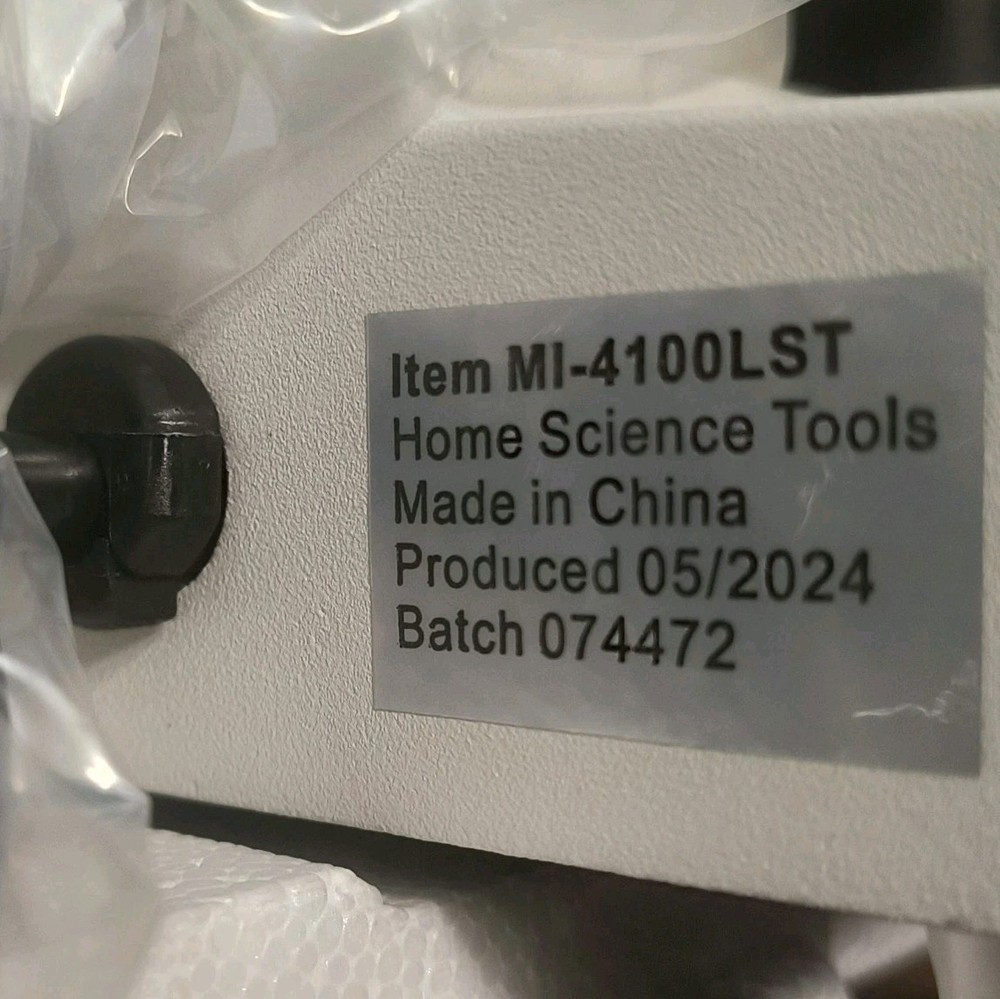 Item MI-4100LST
Home Science Tools
Made in China
Produced 05/2024
Batch 074472